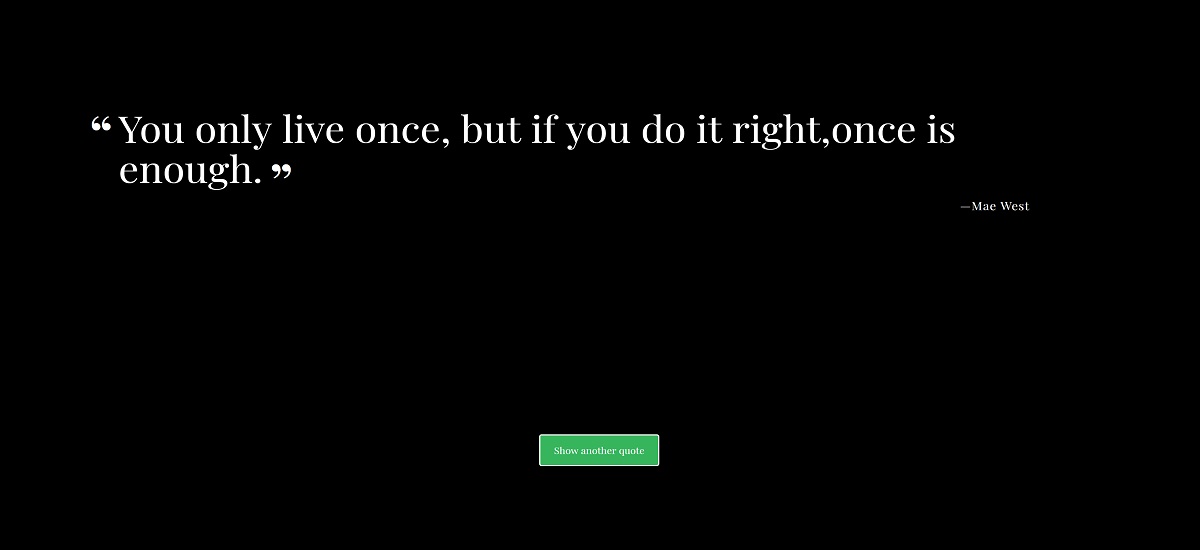 “You only live once, but if you do it right,once is
enough.”
—Mae West
Show another quote